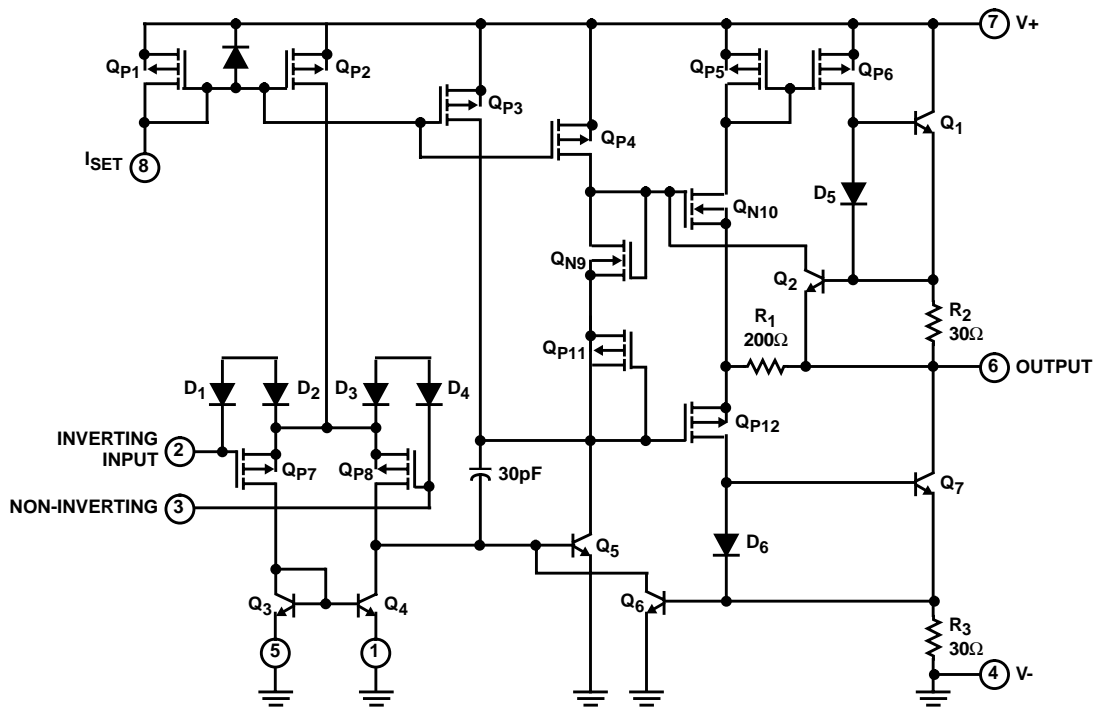 7 V+
QP1
QP2
QP3
QP4
QP5
QP6
Q1
ISET
8
D5
QN10
QN9
Q2
R1
200Ω
R2
30Ω
QP11
6 OUTPUT
D1
D2
D3
D4
QP12
INVERTING
INPUT
2
QP7
QP8
30pF
NON-INVERTING 3
Q7
Q5
D6
Q3
Q4
Q6
R3
30Ω
5
1
4 V-